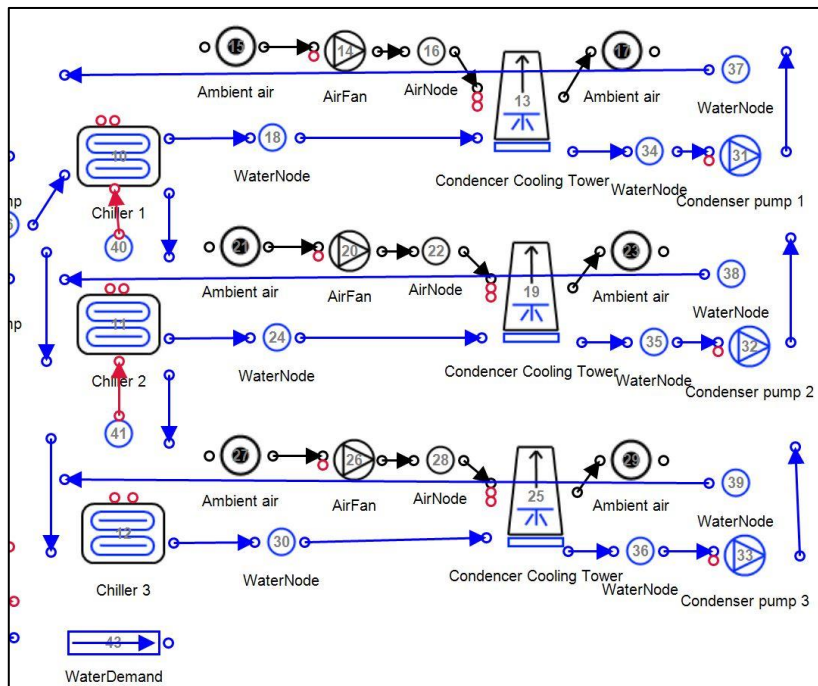 15
14
16
17
37
Ambient air
AirFan
AirNode
13
Ambient air
WaterNode
10
18
34
31
WaterNode
Condencer Cooling Tower
WaterNode
Condenser pump 1
mp
6
Chiller 1
40
21
20
22
23
38
Ambient air
AirFan
AirNode
19
Ambient air
WaterNode
mp
11
24
35
32
WaterNode
Condencer Cooling Tower
WaterNode
Condenser pump 2
Chiller 2
41
27
26
28
29
39
Ambient air
AirFan
AirNode
25
Ambient air
WaterNode
12
30
36
33
WaterNode
Condencer Cooling Tower
WaterNode
Condenser pump 3
Chiller 3
43
WaterDemand